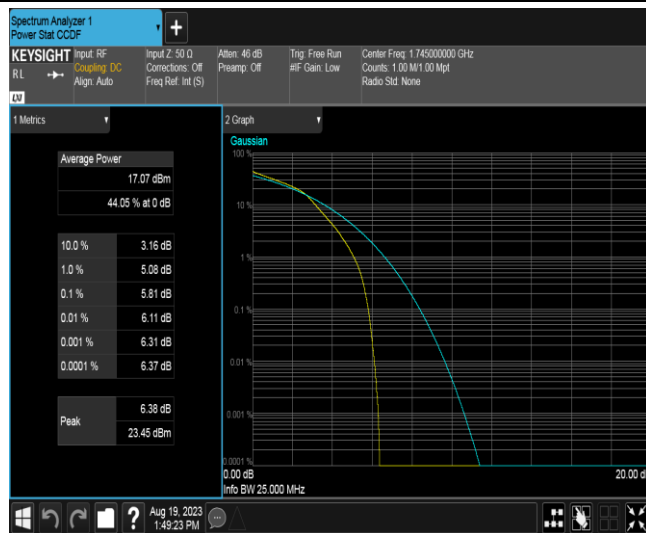 Spectrum Analyzer 1
Power Stat CCDF
+
KEYSIGHT
RL
LXI
Input: RF
Coupling: DC
Align: Auto
Input Z: 50 Ω
Corrections: Off
Freq Ref: Int (S)
Atten: 46 dB
Preamp: Off
Trig: Free Run
#IF Gain: Low
Center Freq: 1.745000000 GHz
Counts: 1.00 M/1.00 Mpt
Radio Std: None
1 Metrics
Average Power
17.07 dBm
44.05 % at 0 dB
10.0 % 3.16 dB
1.0 % 5.08 dB
0.1 % 5.81 dB
0.01 % 6.11 dB
0.001 % 6.31 dB
0.0001 % 6.37 dB
Peak
6.38 dB
23.45 dBm
2 Graph
Gaussian
100 %
10 %
1 %
0.1 %
0.01 %
0.001 %
0.0001 %
0.00 dB
20.00 d
Info BW 25.000 MHz
?
Aug 19, 2023
1:49:23 PM